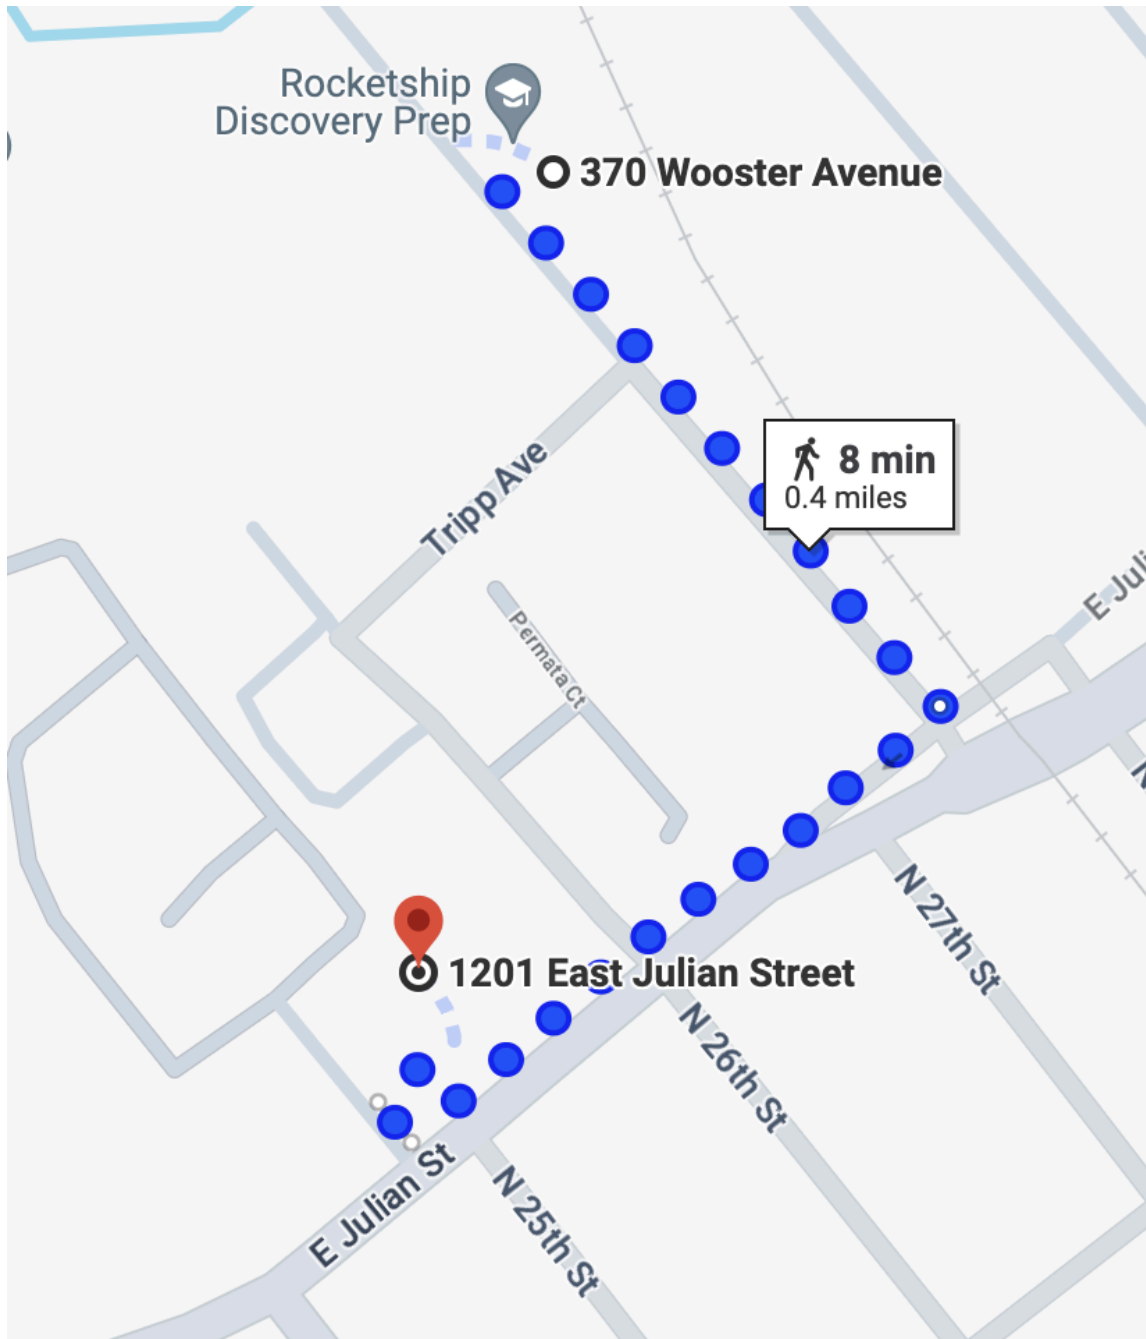 Rocketship
Discovery Prep
370 Wooster Avenue
Tripp Ave
8 min
0.4 miles
E Juli
Permata Ct
N
N 27th St
1201 East Julian Street
N 26th St
E Julian St
N 25th St